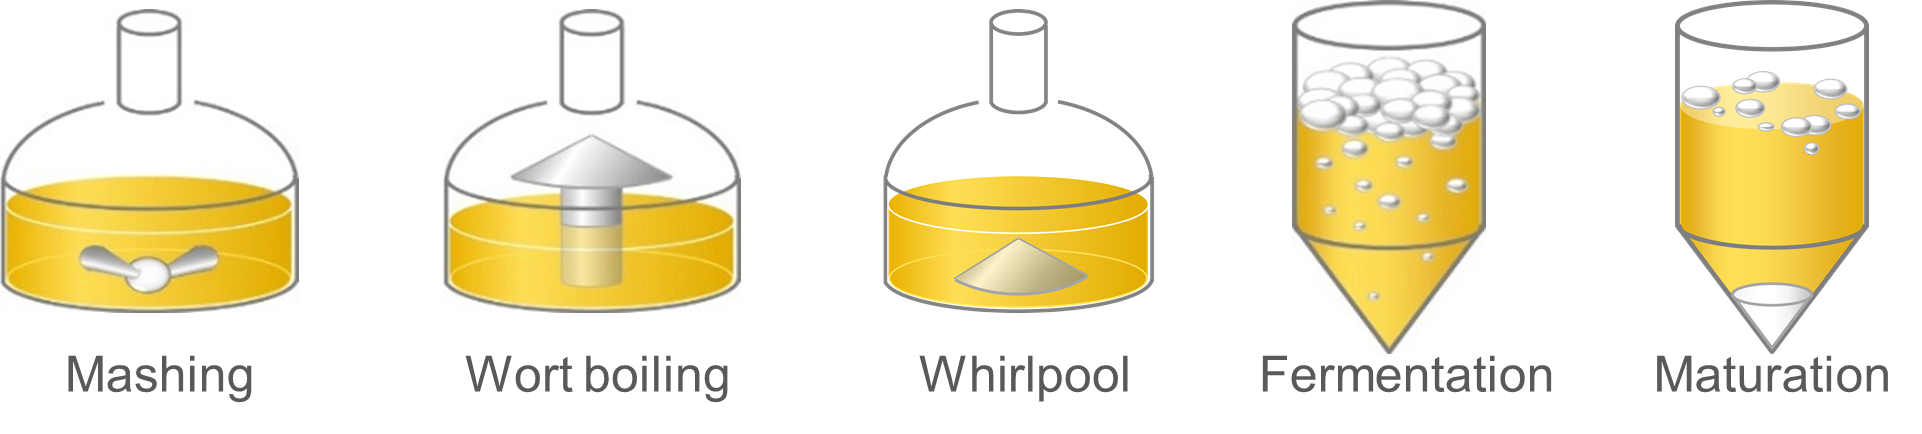 Mashing
Wort boiling
Whirlpool
Fermentation
Maturation